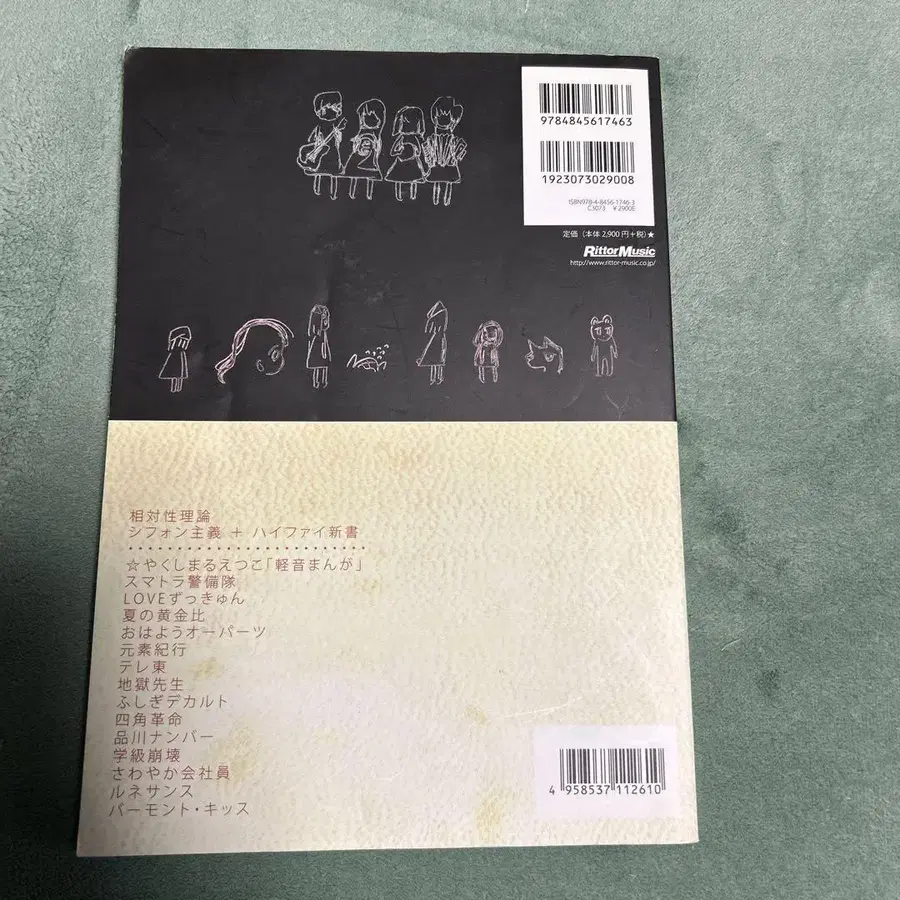 9784845617463
1923073029008
ISBN978-4-8456-1746-3
C3073 ¥2900E
定価(本体2,900円+税)★
RittorMusic
http://www.rittor-music.co.jp/
相対性理論
シフォン主義 + ハイファイ新書
☆やくしまるえつこ「軽音まんが」
スマトラ警備隊
LOVEずっきゅん
夏の黄金比
おはようオーパーツ
元素紀行
テレ東
地獄先生
ふしぎデカルト
四角革命
品川ナンバー
学級崩壊
さわやか会社員
ルネサンス
バーモント・キッス
4 958537 112610